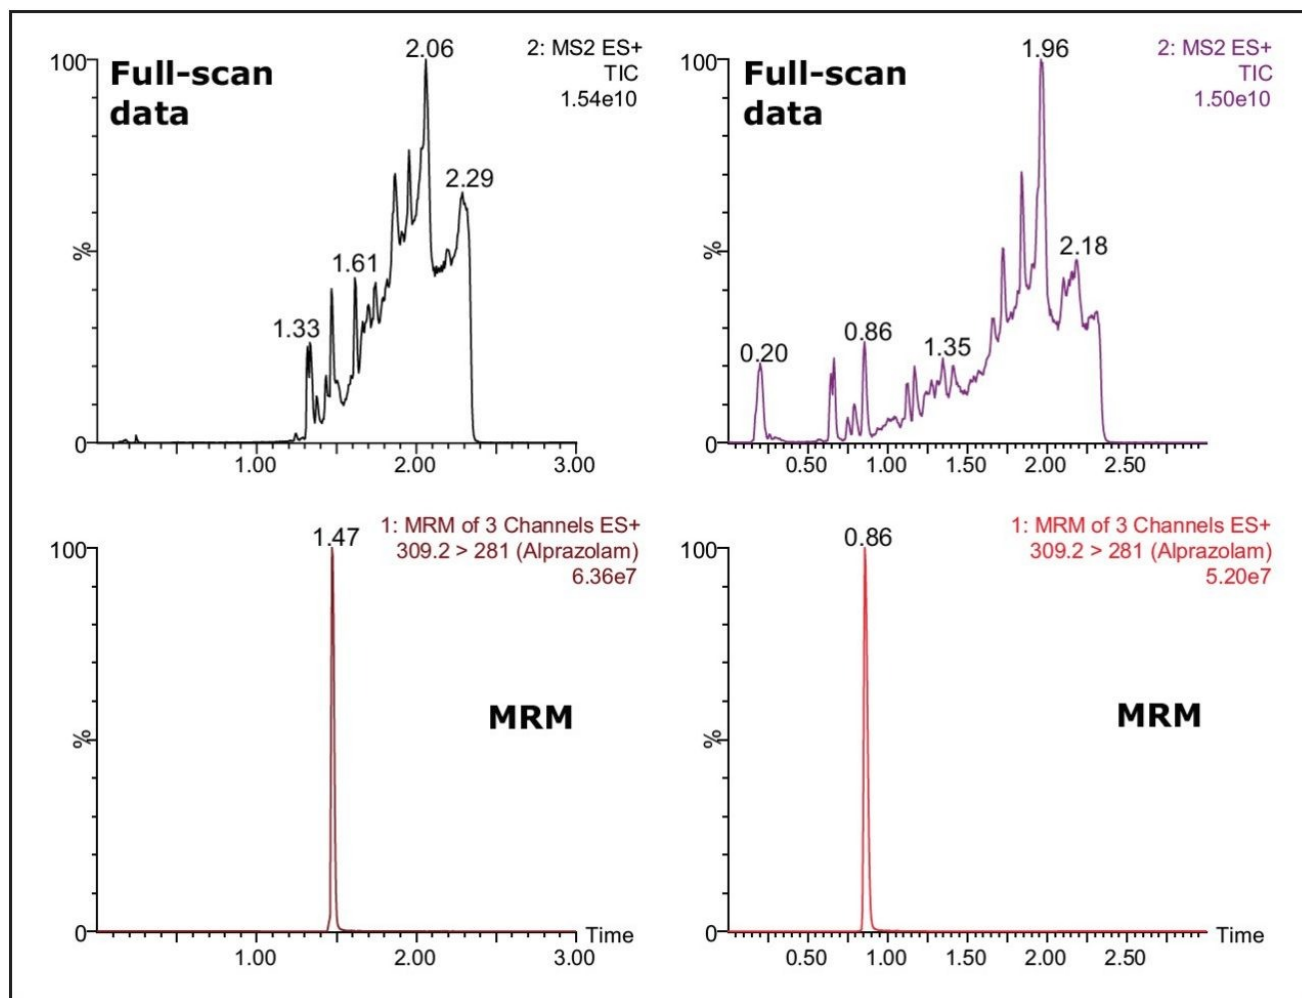 Full-scan
data
2: MS2 ES+
TIC
1.54e10
100
%
0
2.06
2.29
1.61
1.33
1.00
2.00
3.00
Full-scan
data
2: MS2 ES+
TIC
1.50e10
100
%
0
1.96
2.18
0.20
0.86
1.35
0.50
1.00
1.50
2.00
2.50
1: MRM of 3 Channels ES+
309.2 > 281 (Alprazolam)
6.36e7
100
%
0
1.47
MRM
Time
1.00
2.00
3.00
1: MRM of 3 Channels ES+
309.2 > 281 (Alprazolam)
5.20e7
100
%
0
0.86
MRM
Time
0.50
1.00
1.50
2.00
2.50